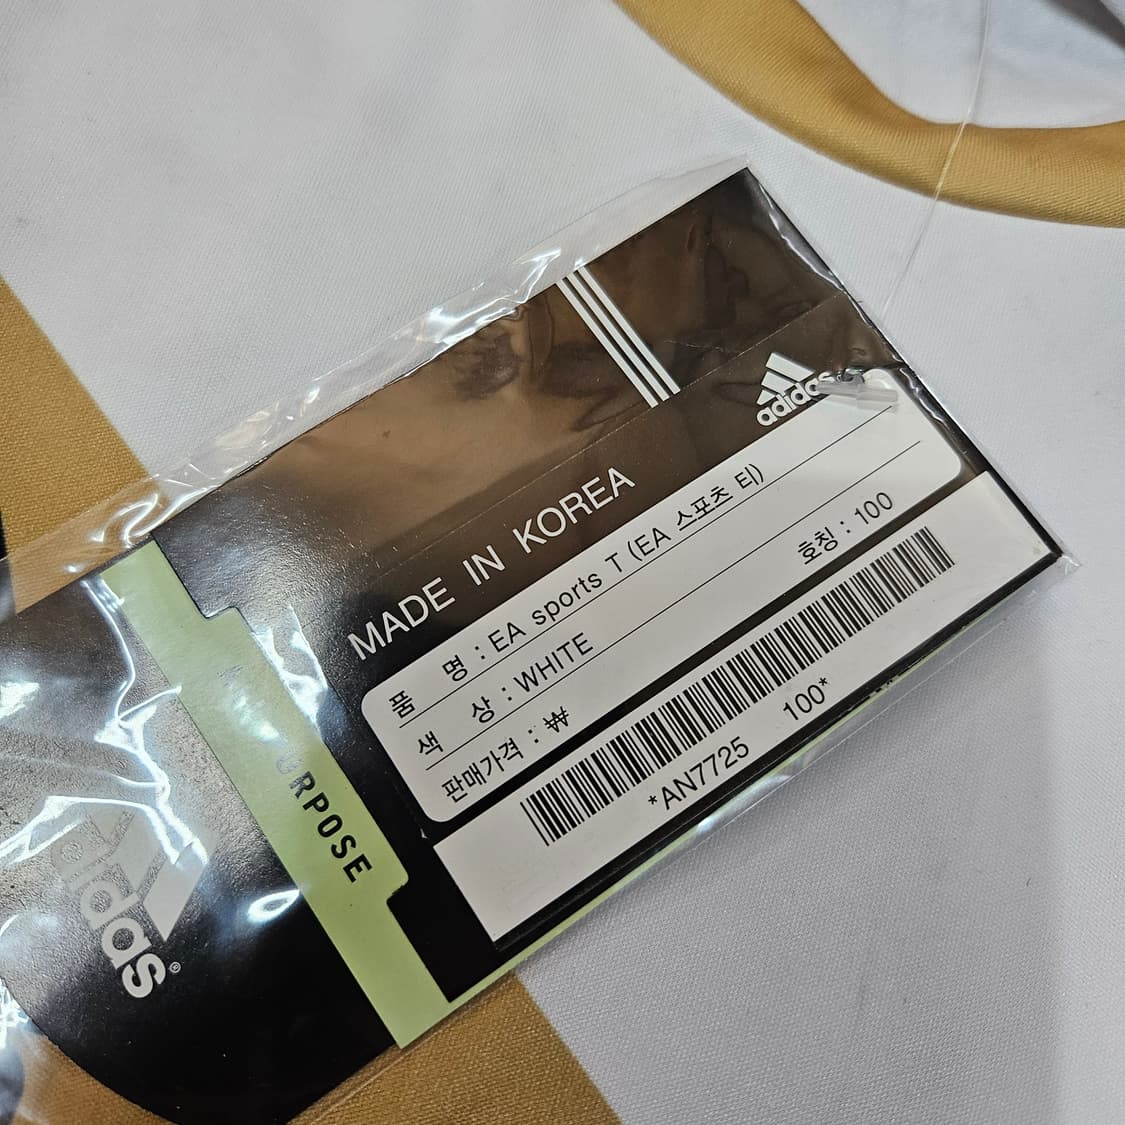 adidas
MADE IN KOREA
품 명 : EA sports T (EA 스포츠 티)
색 상 : WHITE 호칭 : 100
판매가격 : ₩
*AN7725 100*
PURPOSE
adidas®